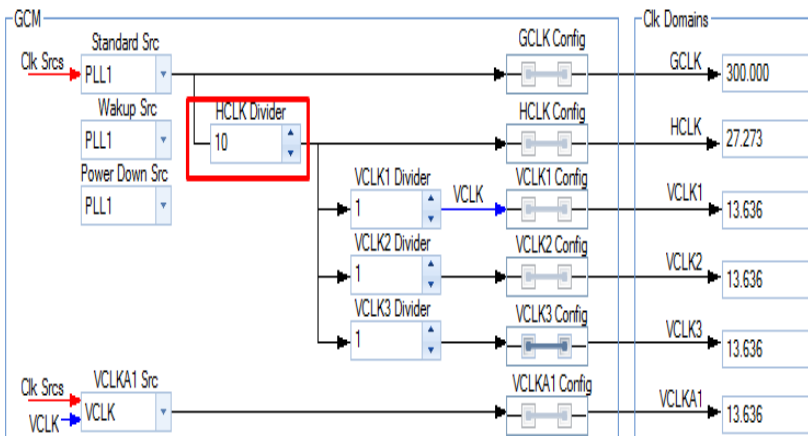 GCM
Clk Domains
Standard Src
GCLK Config
Clk Srcs
PLL1
GCLK
300.000
Wakup Src
HCLK Divider
HCLK Config
PLL1
10
HCLK
27.273
Power Down Src
VCLK1 Divider
VCLK1 Config
PLL1
1
VCLK
VCLK1
13.636
VCLK2 Divider
VCLK2 Config
1
VCLK2
13.636
VCLK3 Divider
VCLK3 Config
1
VCLK3
13.636
Clk Srcs
VCLKA1 Src
VCLKA1 Config
VCLK
VCLK
VCLKA1
13.636